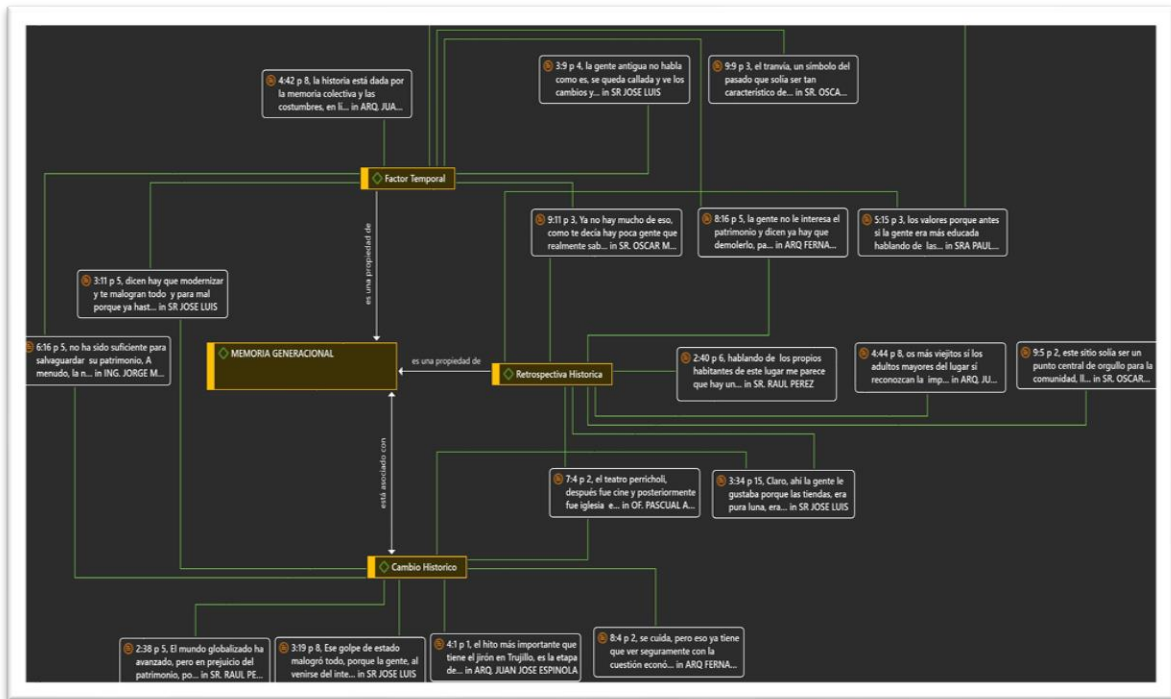 4:42 p 8, la historia está dada por
la memoria colectiva y las
costumbres, en lí... in ARQ. JUA...
3:9 p 4, la gente antigua no habla
como es, se queda callada y ve los
cambios y... in SR JOSE LUIS
9:9 p 3, el tranvía, un símbolo del
pasado que solía ser tan
característico de... in SR. OSCA...
Factor Temporal
9:11 p 3, Ya no hay mucho de eso,
como te decia hay poca gente que
realmente sab... in SR. OSCAR M...
8:16 p 5, la gente no le interesa el
patrimonio y dicen ya hay que
demolerlo, pa... in ARQ FERNA...
5:15 p 3, los valores porque antes
si la gente era más educada
hablando de las... in SRA PAUL...
es una propiedad de
3:11 p 5, dicen hay que modernizar
y te malogran todo y para mal
porque ya hast... in SR JOSE LUIS
6:16 p 5, no ha sido suficiente para
salvaguardar su patrimonio, A
menudo, la n... in ING. JORGE M...
MEMORIA GENERACIONAL
es una propiedad de
Retrospectiva Historica
2:40 p 6, hablando de los propios
habitantes de este lugar me parece
que hay un... in SR. RAUL PEREZ
4:44 p 8, os más viejitos si los
adultos mayores del lugar si
reconozcan la imp... in ARQ. JU...
9:5 p 2, este sitio solía ser un
punto central de orgullo para la
comunidad, ll... in SR. OSCAR...
está asociado con
7:4 p 2, el teatro perricholi,
después fue cine y posteriormente
fue iglesia e... in OF. PASCUAL A...
3:34 p 15, Claro, ahí la gente le
gustaba porque las tiendas, era
pura luna, era... in SR JOSE LUIS
Cambio Historico
2:38 p 5, El mundo globalizado ha
avanzado, pero en prejuicio del
patrimonio, po... in SR. RAUL PE...
3:19 p 8, Ese golpe de estado
malogró todo, porque la gente, al
venirse del inte... in SR JOSE LUIS
4:1 p 1, el hito más importante que
tiene el jirón en Trujillo, es la etapa
de... in ARQ. JUAN JOSE ESPINOLA
8:4 p 2, se cuida, pero eso ya tiene
que ver seguramente con la
cuestión econó... in ARQ FERNA...